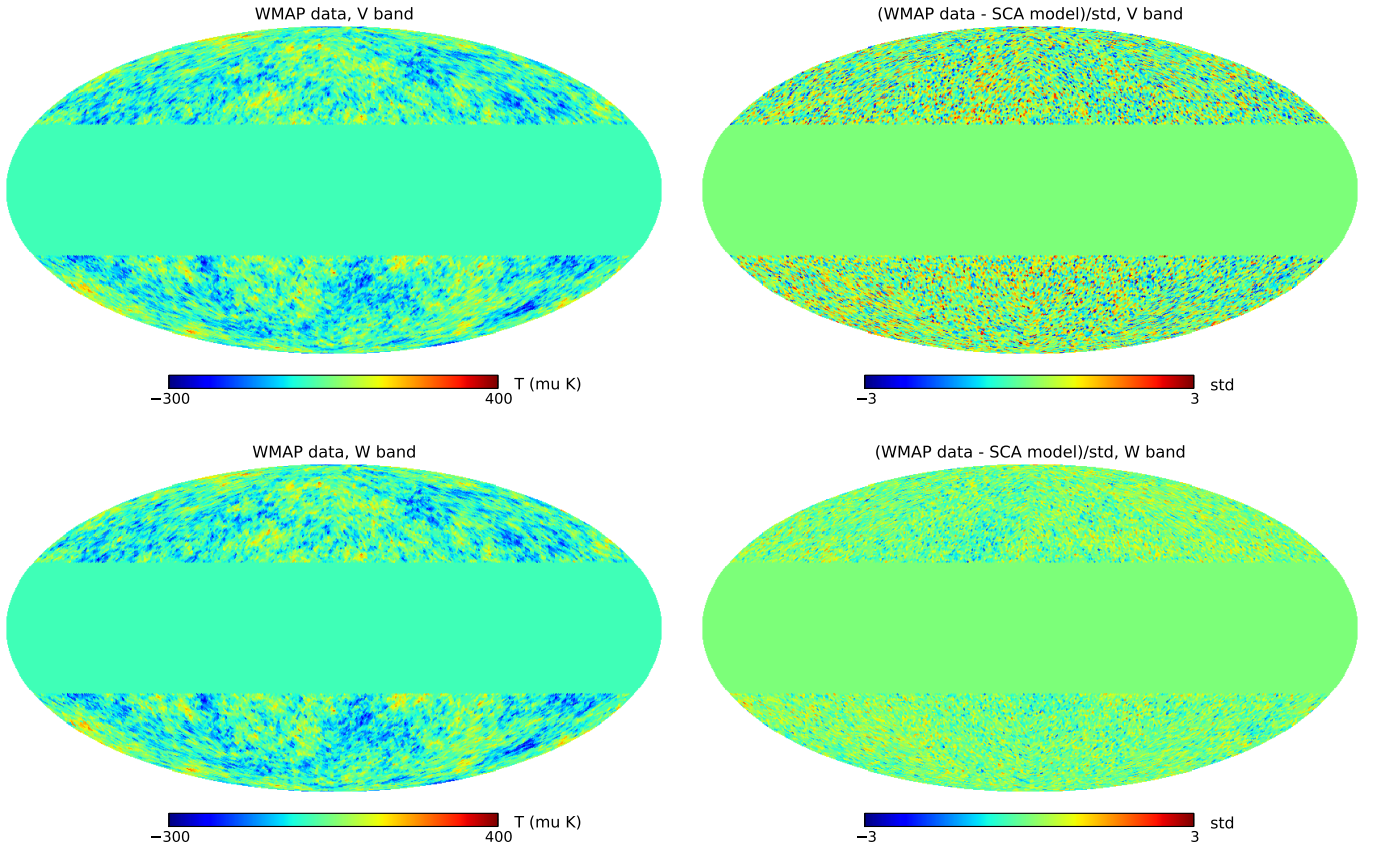 WMAP data, V band
(WMAP data - SCA model)/std, V band
T (mu K)
−300 400
std
−3 3
WMAP data, W band
(WMAP data - SCA model)/std, W band
T (mu K)
−300 400
std
−3 3